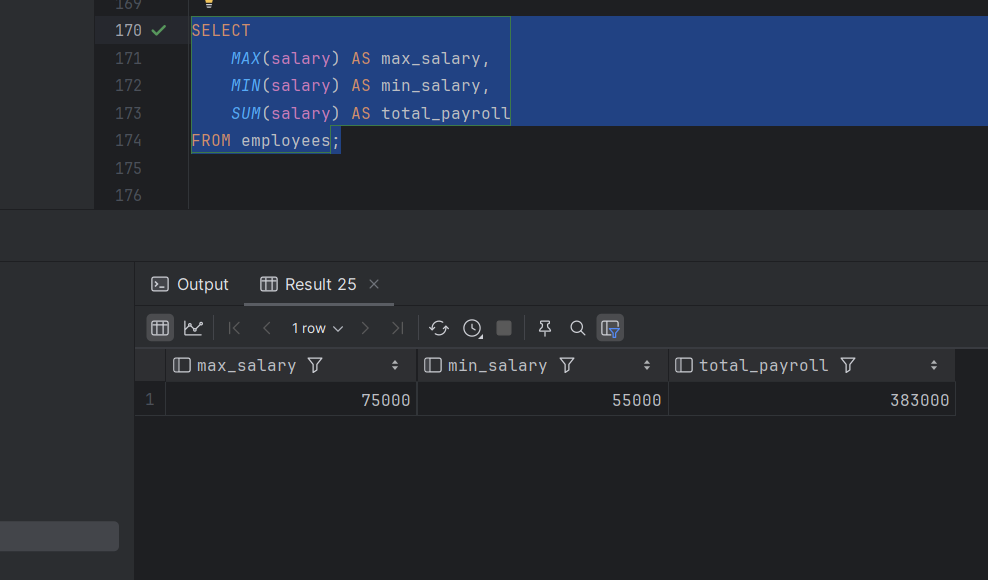 169
170 SELECT
171 MAX(salary) AS max_salary,
172 MIN(salary) AS min_salary,
173 SUM(salary) AS total_payroll
174 FROM employees;
175
176
Output Result 25
1 row
max_salary min_salary total_payroll
1 75000 55000 383000